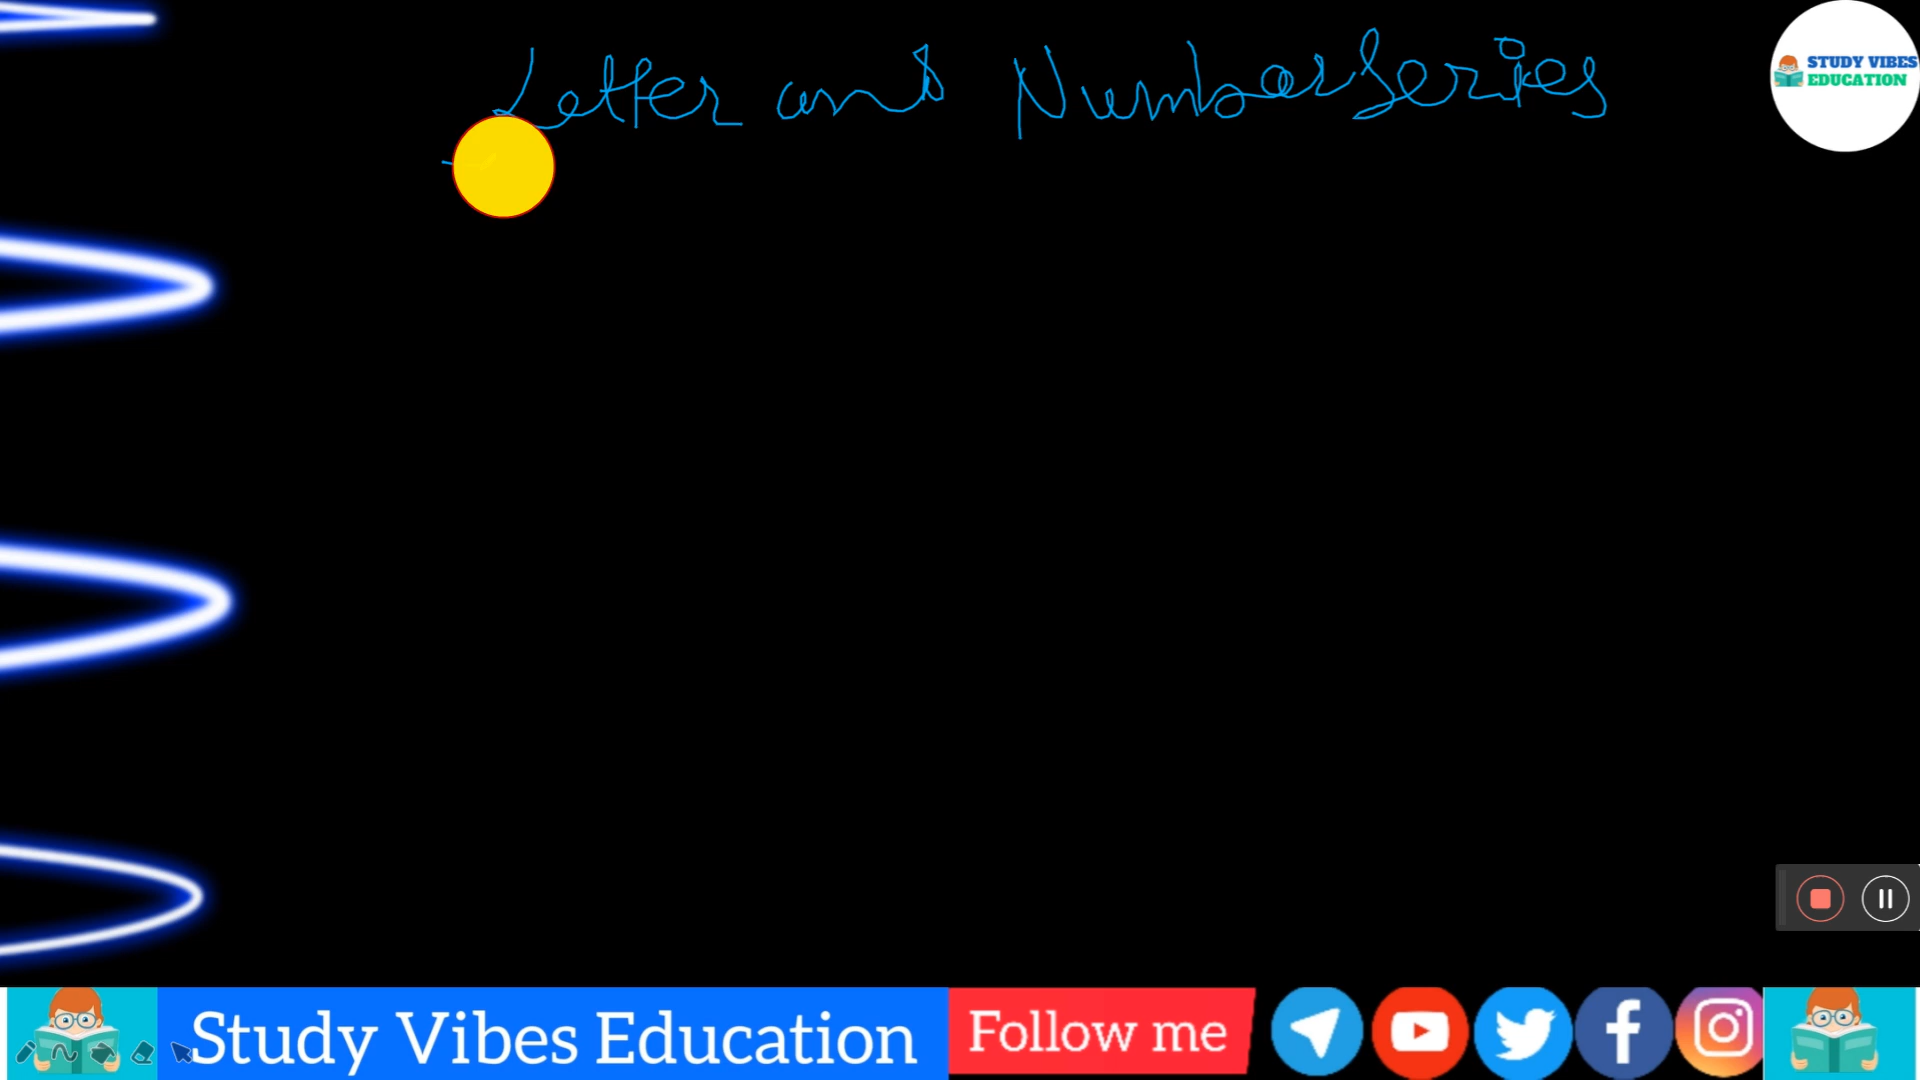 Letter and Number Series
STUDY VIBES
EDUCATION
Study Vibes Education
Follow me